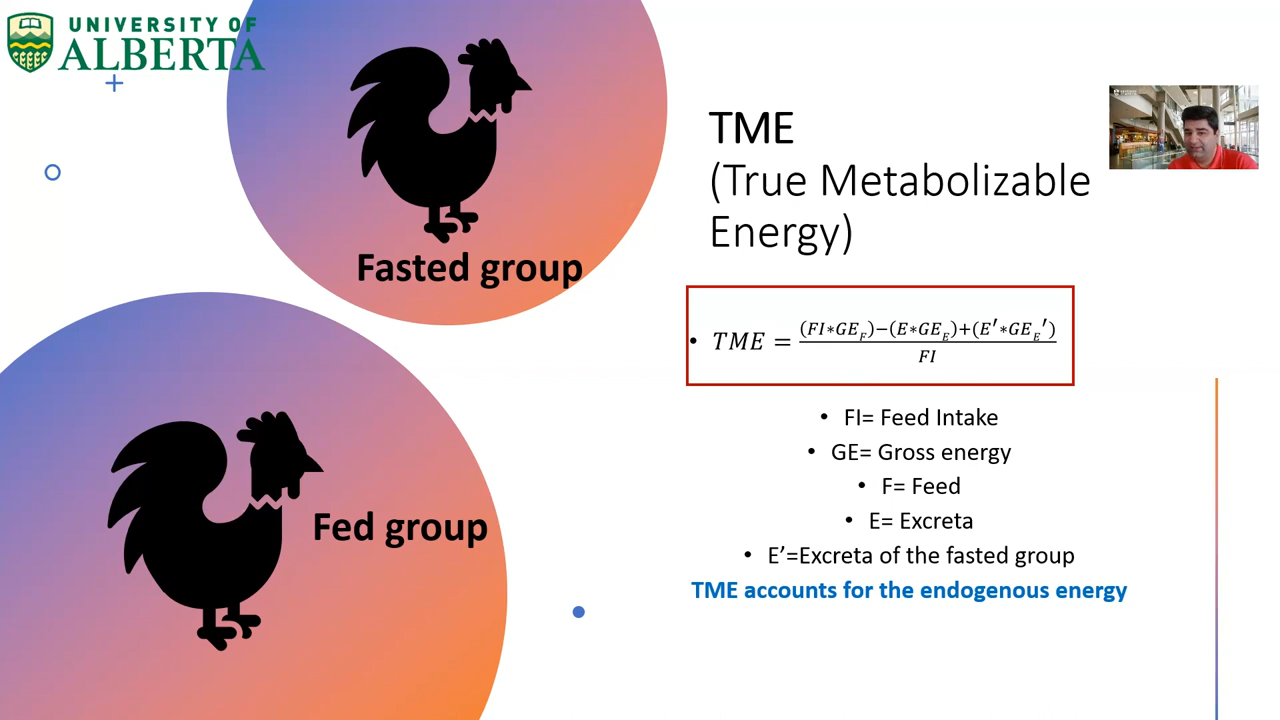 UNIVERSITY OF
ALBERTA
Fasted group
Fed group
TME
(True Metabolizable
Energy)
• TME = (FI∗GE_F)−(E∗GE_E)+(E′∗GE_E′) / FI
• FI= Feed Intake
• GE= Gross energy
• F= Feed
• E= Excreta
• E’=Excreta of the fasted group
TME accounts for the endogenous energy